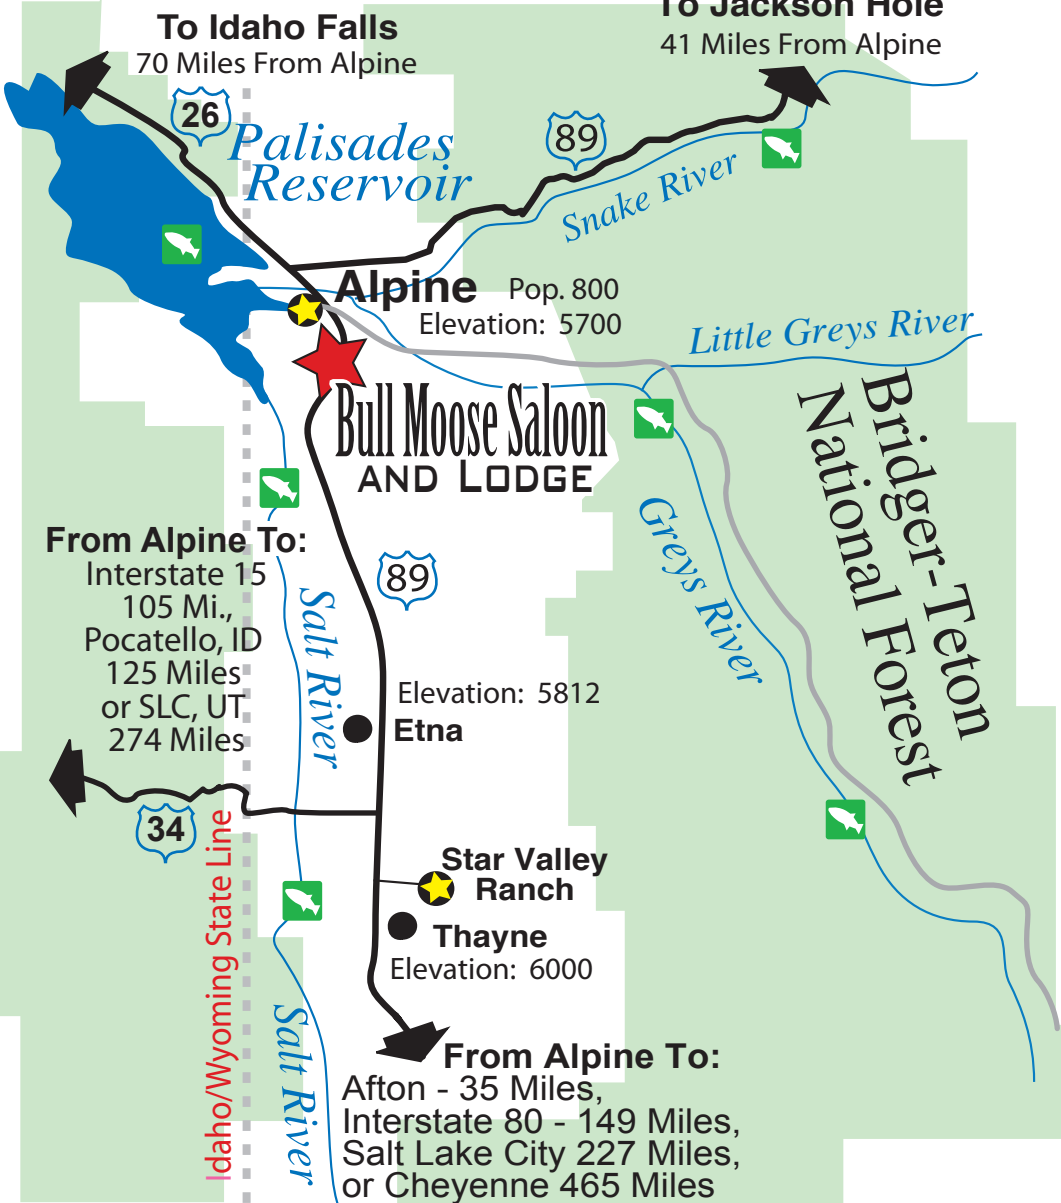 To Idaho Falls
70 Miles From Alpine
To Jackson Hole
41 Miles From Alpine
26
Palisades
Reservoir
89
Snake River
Alpine
Pop. 800
Elevation: 5700
Little Greys River
Bull Moose Saloon
AND LODGE
Bridger-Teton
National Forest
From Alpine To:
Interstate 15
105 Mi.,
Pocatello, ID
125 Miles
or SLC, UT
274 Miles
89
Salt River
Greys River
Elevation: 5812
Etna
34
Idaho/Wyoming State Line
Star Valley
Ranch
Thayne
Elevation: 6000
Salt River
From Alpine To:
Afton - 35 Miles,
Interstate 80 - 149 Miles,
Salt Lake City 227 Miles,
or Cheyenne 465 Miles